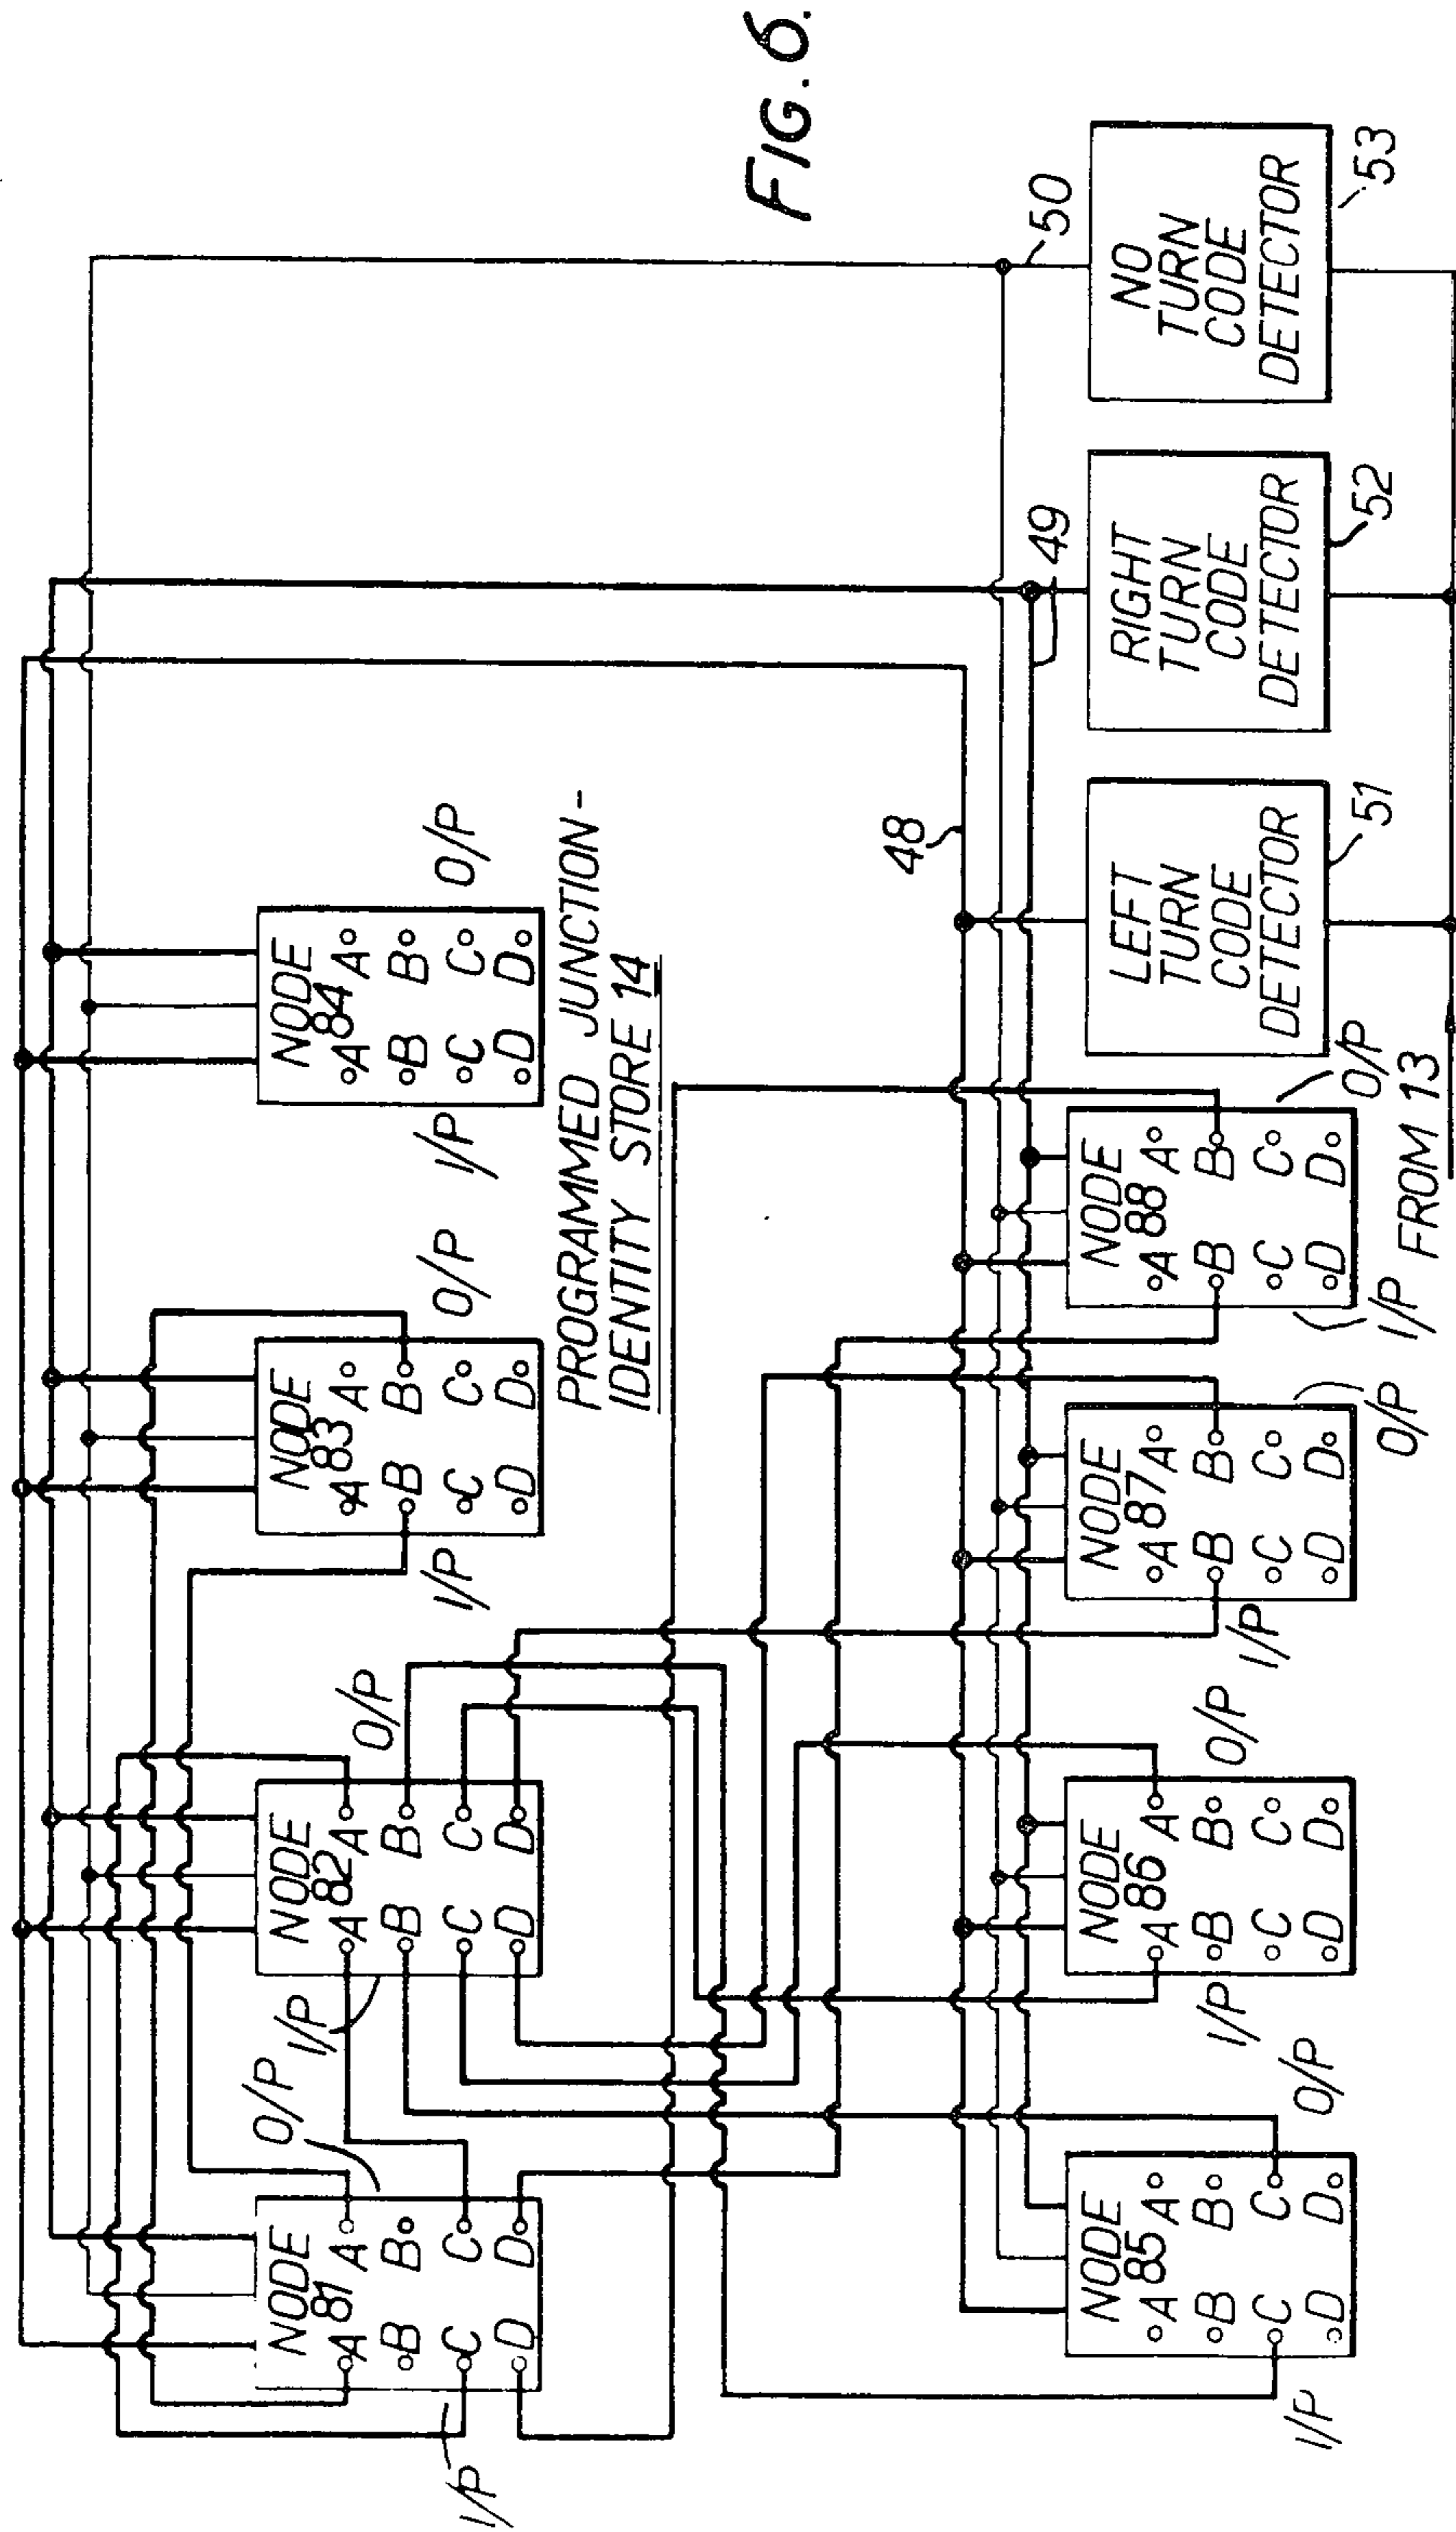 FIG. 6.
NODE
81
A A
B B
C C
D D
I/P
O/P
NODE
82
A A
B B
C C
D D
I/P
O/P
NODE
83
A A
B B
C C
D D
I/P
O/P
NODE
84
A A
B B
C C
D D
I/P
O/P
PROGRAMMED JUNCTION-
IDENTITY STORE 14
NODE
85
A A
B B
C C
D D
I/P
O/P
NODE
86
A A
B B
C C
D D
I/P
O/P
NODE
87
A A
B B
C C
D D
I/P
O/P
NODE
88
A A
B B
C C
D D
I/P
O/P
FROM 13
48
49
50
LEFT
TURN
CODE
DETECTOR
51
RIGHT
TURN
CODE
DETECTOR
52
NO
TURN
CODE
DETECTOR
53